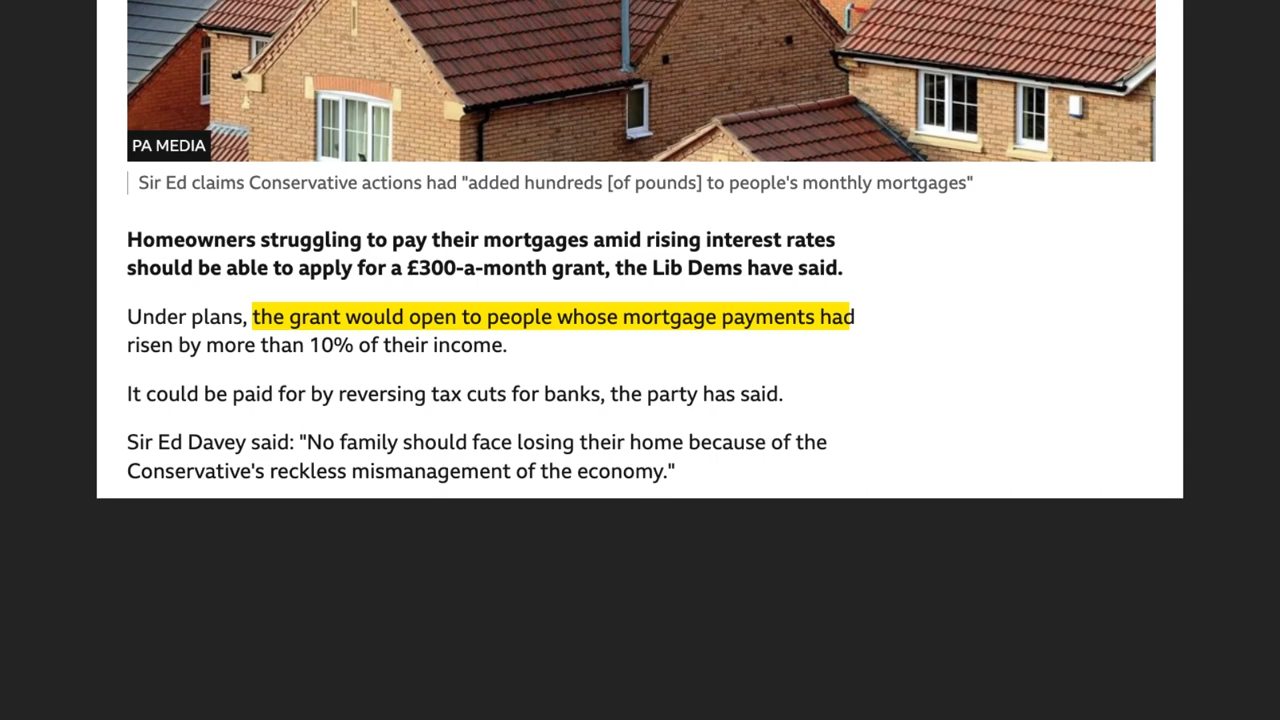 PA MEDIA
Sir Ed claims Conservative actions had "added hundreds [of pounds] to people's monthly mortgages"
Homeowners struggling to pay their mortgages amid rising interest rates
should be able to apply for a £300-a-month grant, the Lib Dems have said.
Under plans, the grant would open to people whose mortgage payments had
risen by more than 10% of their income.
It could be paid for by reversing tax cuts for banks, the party has said.
Sir Ed Davey said: "No family should face losing their home because of the
Conservative's reckless mismanagement of the economy."